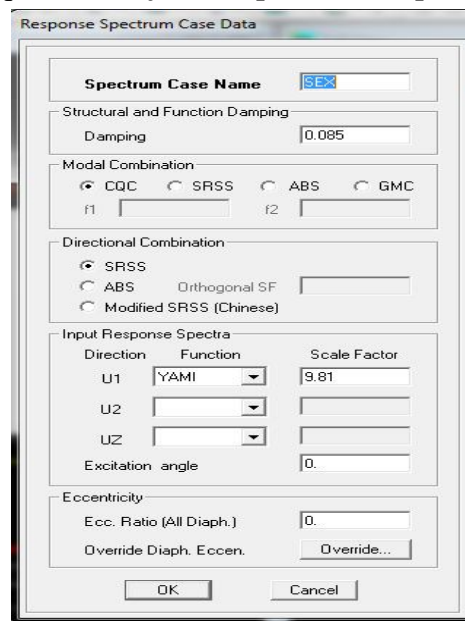 Response Spectrum Case Data
Spectrum Case Name SEX
Structural and Function Damping
Damping 0.085
Modal Combination
CQC SRSS ABS GMC
f1 f2
Directional Combination
SRSS
ABS Orthogonal SF
Modified SRSS (Chinese)
Input Response Spectra
Direction Function Scale Factor
U1 YAMI 9.81
U2
UZ
Excitation angle 0.
Eccentricity
Ecc. Ratio (All Diaph.) 0.
Override Diaph. Eccen. Override...
OK Cancel